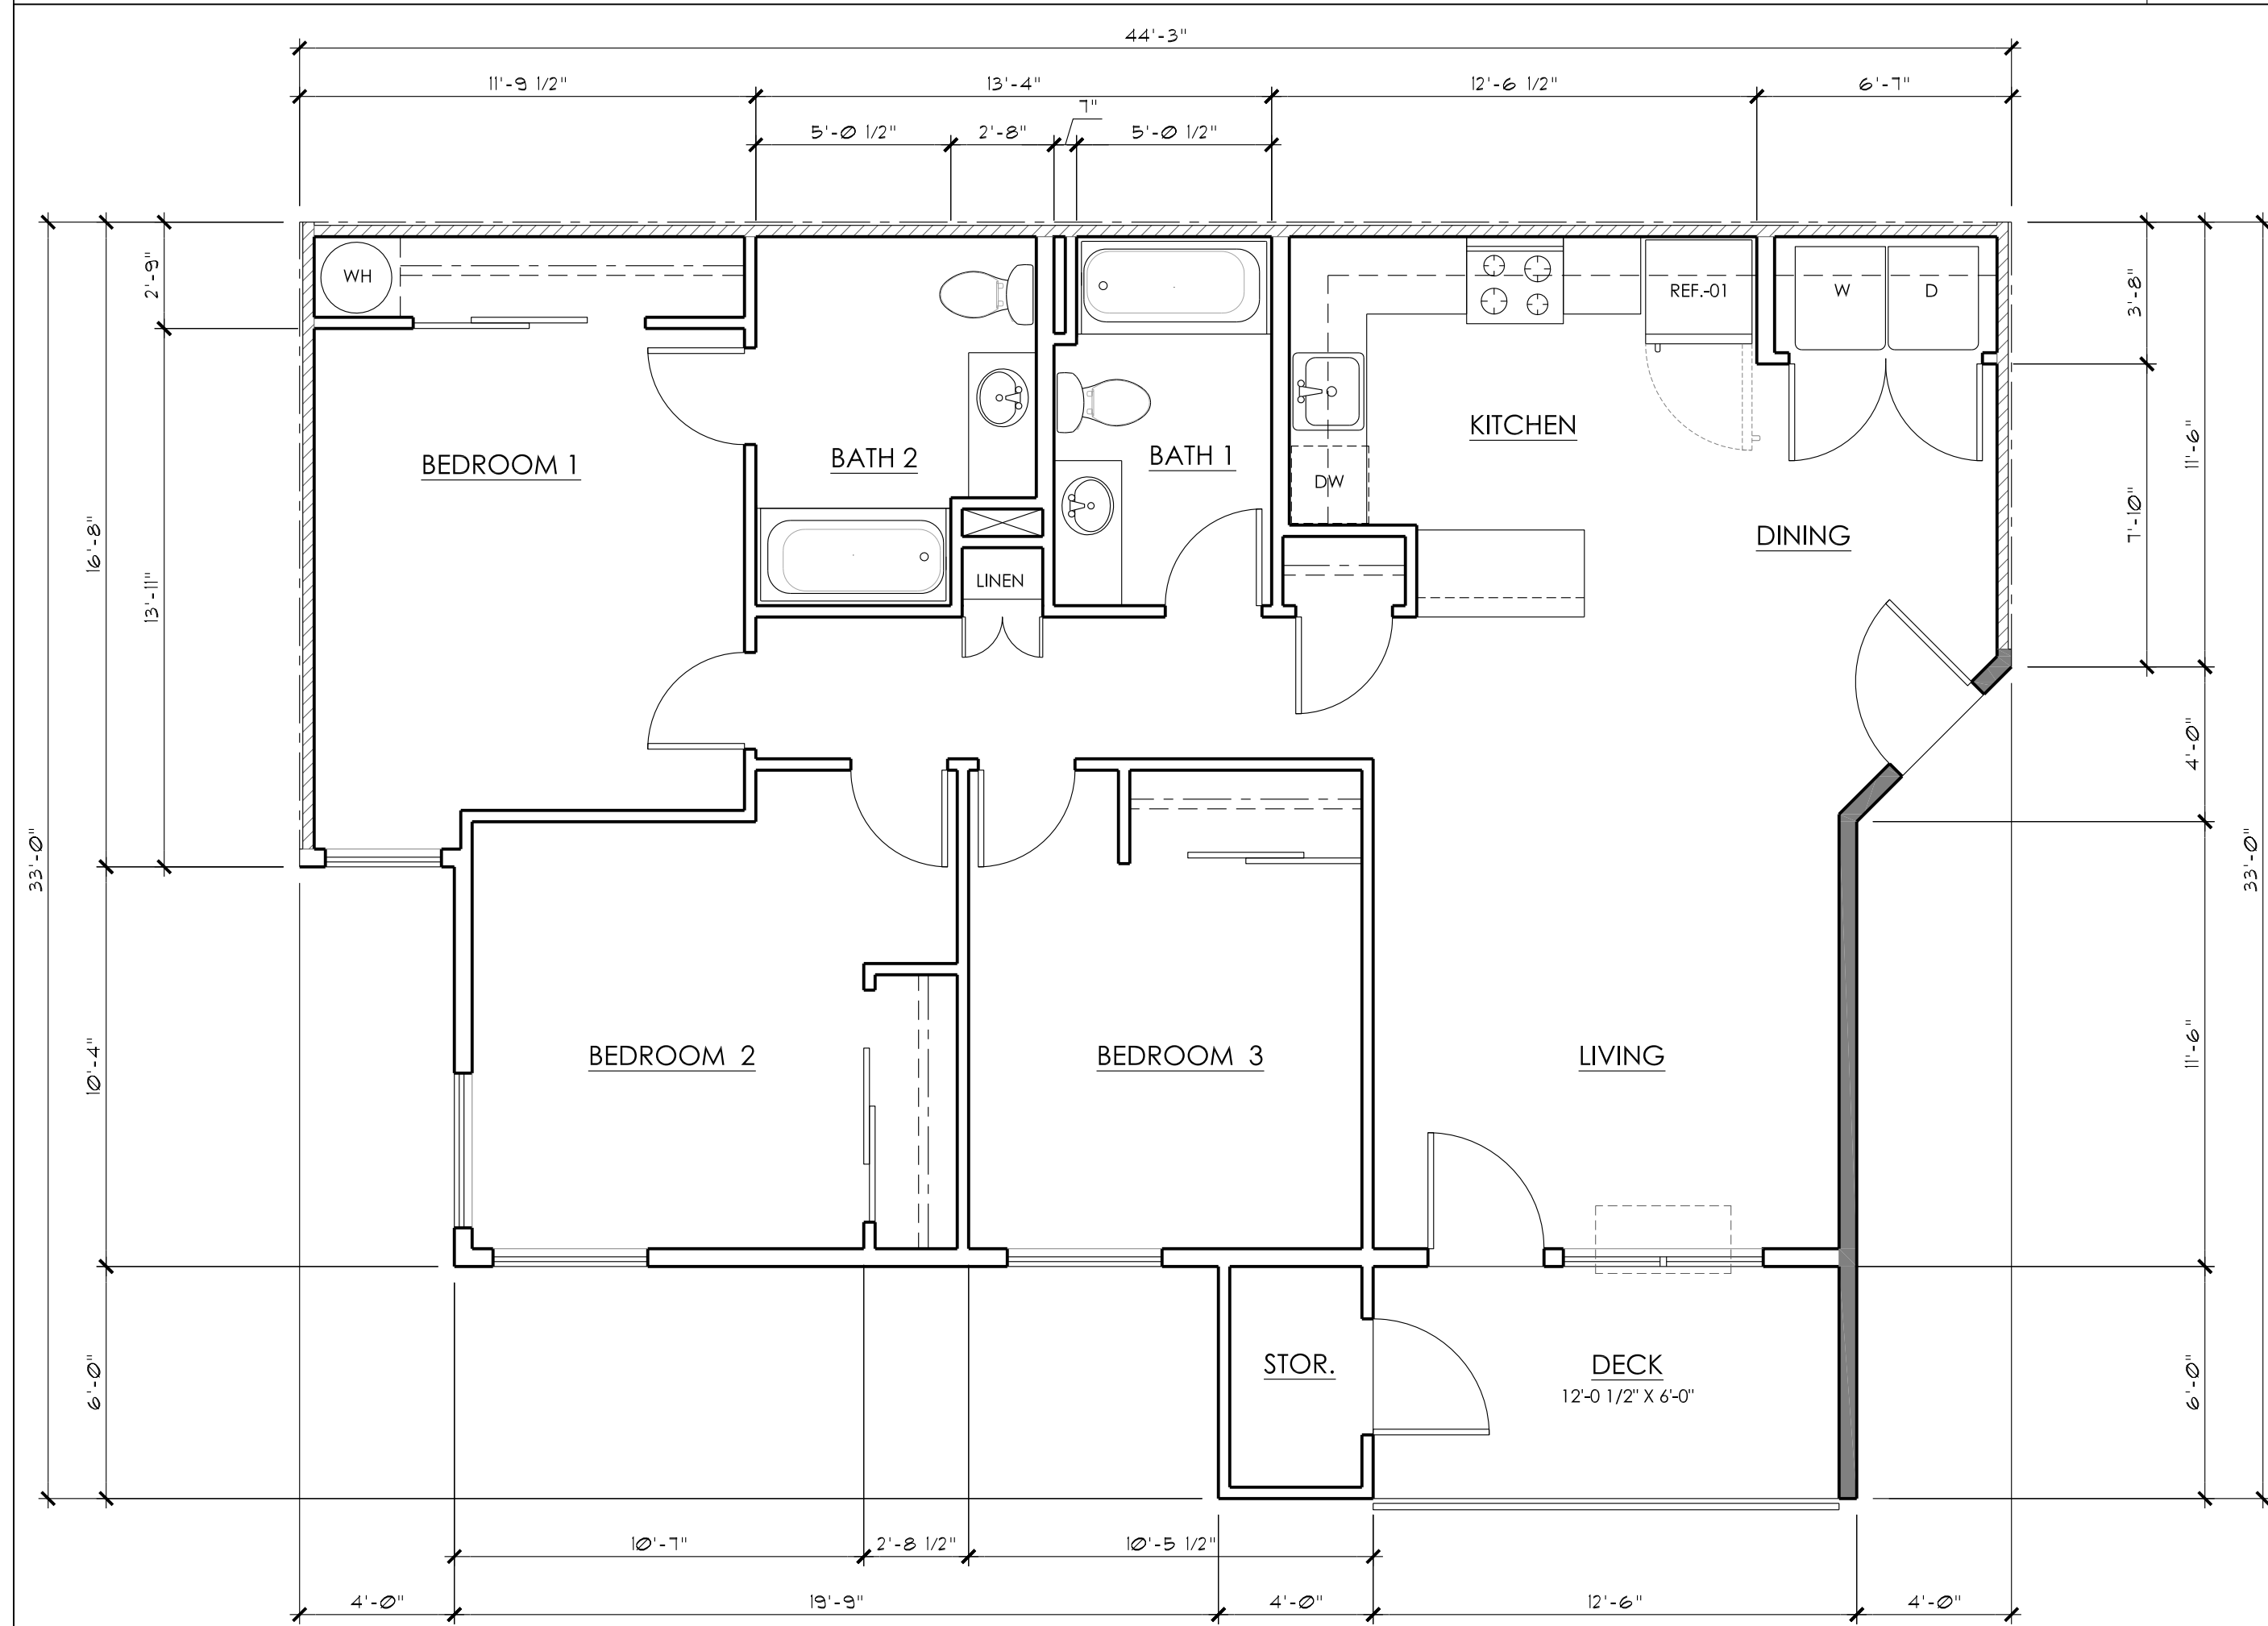 44'-3"
11'-9 1/2"
13'-4"
12'-6 1/2"
6'-7"
7"
5'-0 1/2"
2'-8"
5'-0 1/2"
2'-9"
WH
REF.-01
W
D
3'-8"
KITCHEN
11'-6"
BEDROOM 1
BATH 2
BATH 1
DW
16'-8"
7'-10"
DINING
13'-11"
LINEN
4'-0"
33'-0"
33'-0"
10'-4"
BEDROOM 2
BEDROOM 3
LIVING
11'-6"
6'-0"
STOR.
DECK
12'-0 1/2" X 6'-0"
6'-0"
10'-7"
2'-8 1/2"
10'-5 1/2"
4'-0"
19'-9"
4'-0"
12'-6"
4'-0"